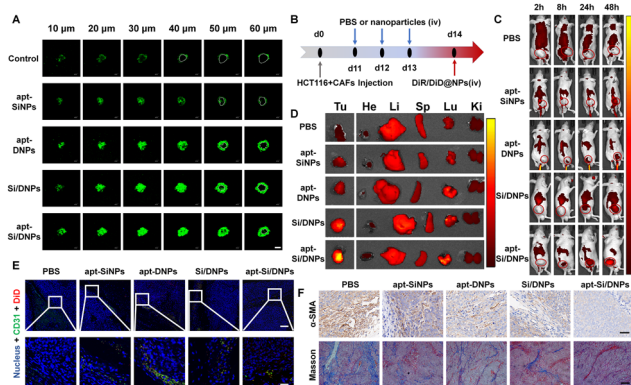 A
10 μm 20 μm 30 μm 40 μm 50 μm 60 μm
Control
apt-
SiNPs
apt-
DNPs
Si/DNPs
apt-
Si/DNPs
B
PBS or nanoparticles (iv)
d0
d14
d11 d12 d13
HCT116+CAFs Injection
DiR/DiD@NPs(iv)
C
2h 8h 24h 48h
PBS
apt-
SiNPs
apt-
DNPs
Si/DNPs
apt-
Si/DNPs
D
Tu He Li Sp Lu Ki
PBS
apt-
SiNPs
apt-
DNPs
Si/DNPs
apt-
Si/DNPs
E
PBS apt-SiNPs apt-DNPs Si/DNPs apt-Si/DNPs
Nucleus + CD31 + DiD
F
PBS apt-SiNPs apt-DNPs Si/DNPs apt-Si/DNPs
α-SMA
Masson